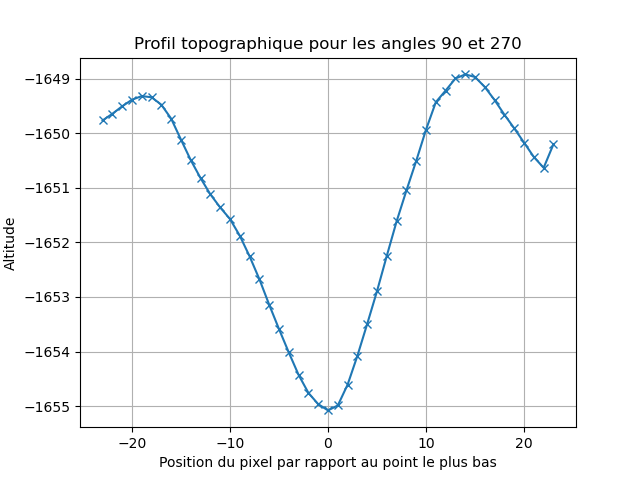 Profil topographique pour les angles 90 et 270
Altitude
−1649
−1650
−1651
−1652
−1653
−1654
−1655
−20 −10 0 10 20
Position du pixel par rapport au point le plus bas